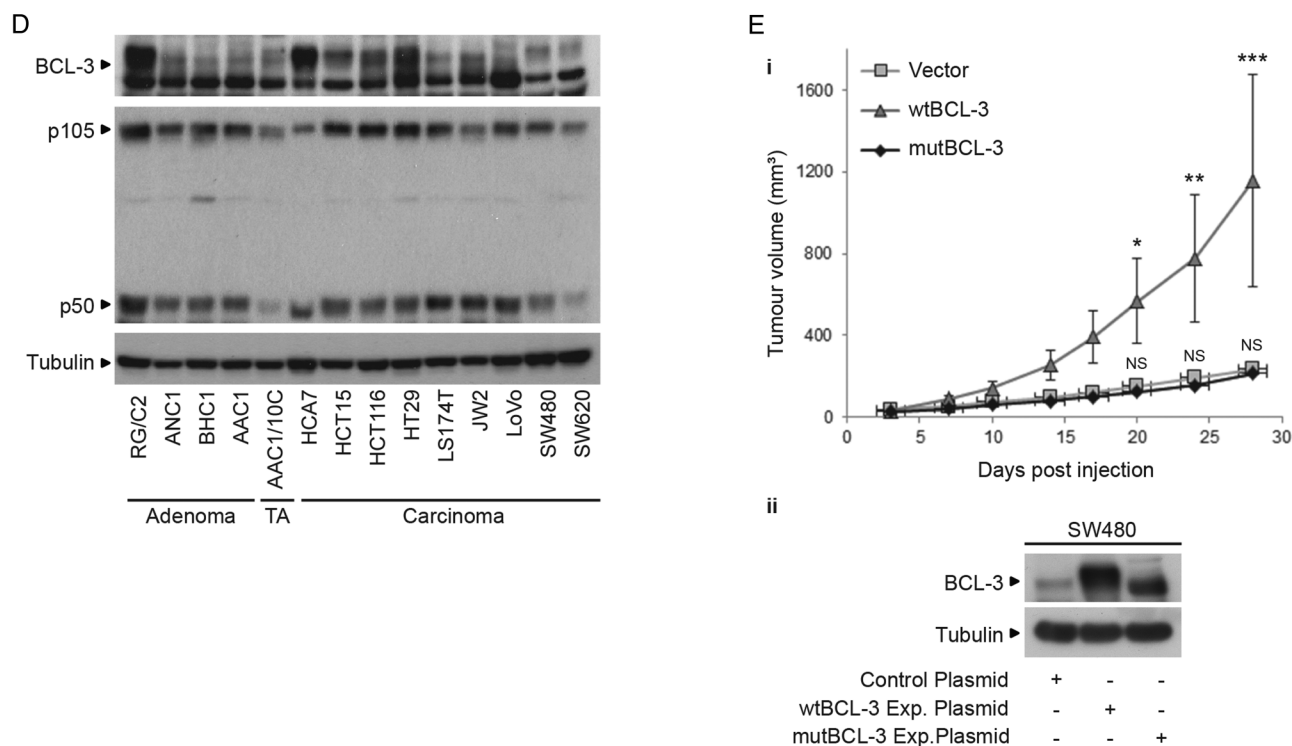 D
BCL-3
p105
p50
Tubulin
RG/C2
ANC1
BHC1
AAC1
AAC1/10C
HCA7
HCT15
HCT116
HT29
LS174T
JW2
LoVo
SW480
SW620
Adenoma TA Carcinoma
E
i
Vector
wtBCL-3
mutBCL-3
Tumour volume (mm³)
1600
1200
800
400
0
***
**
*
NS NS NS
0 5 10 15 20 25 30
Days post injection
ii
SW480
BCL-3
Tubulin
Control Plasmid + - -
wtBCL-3 Exp. Plasmid - + -
mutBCL-3 Exp.Plasmid - - +